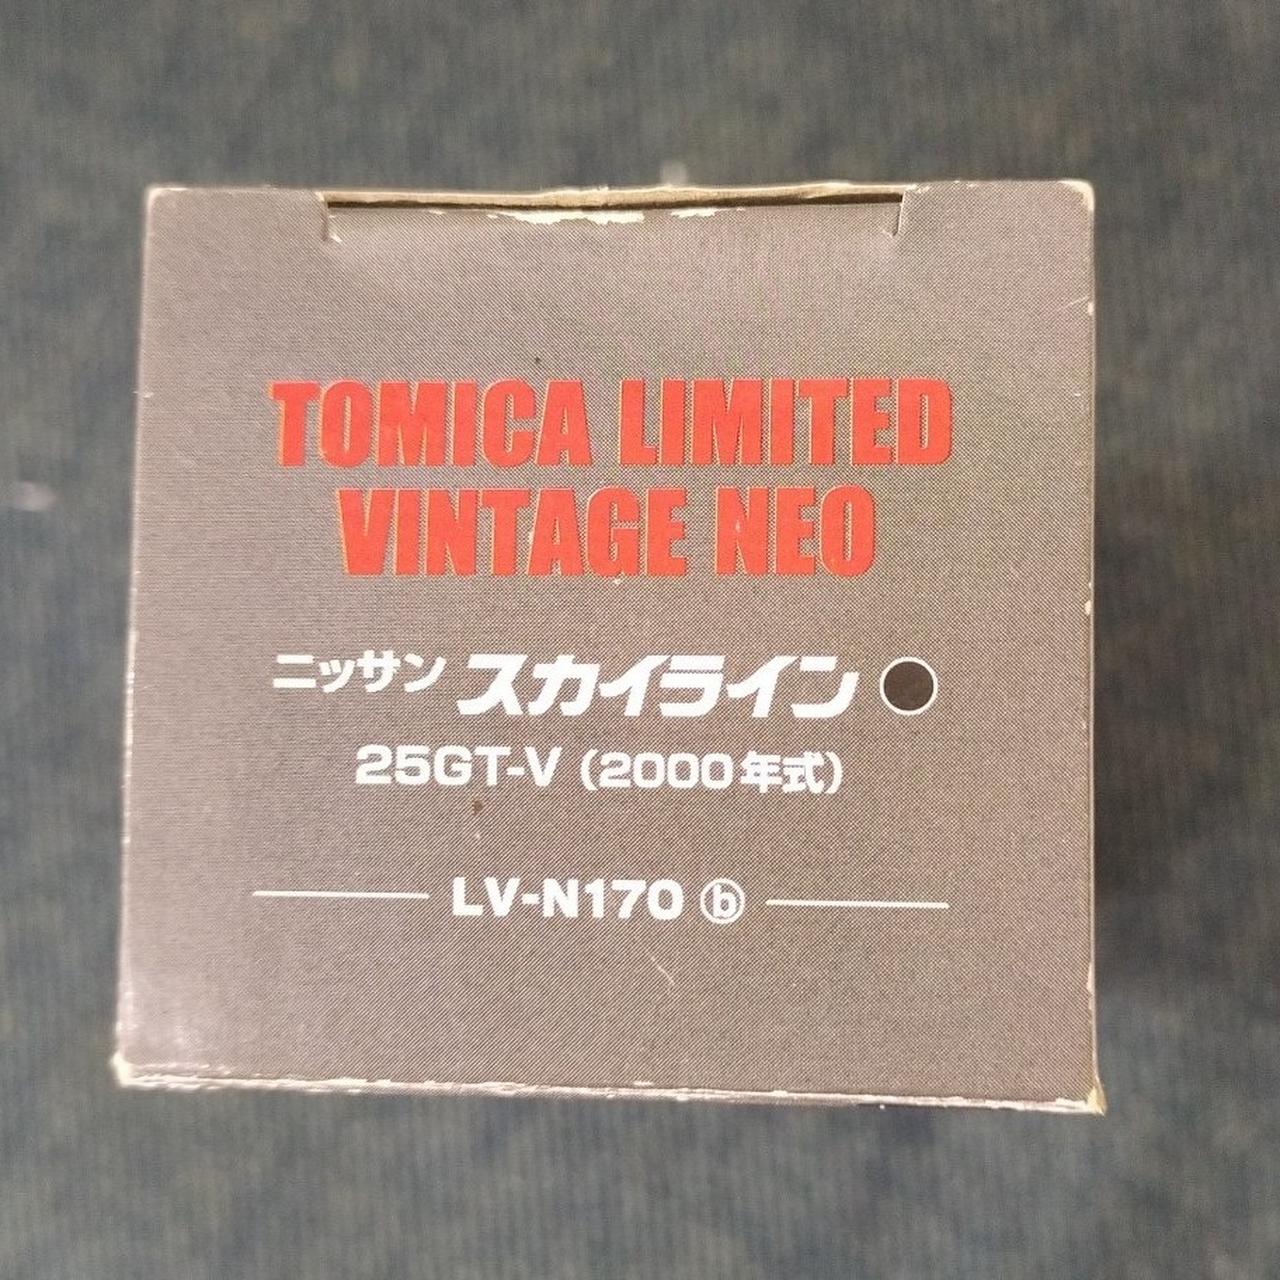 TOMICA LIMITED
VINTAGE NEO
ニッサン スカイライン
25GT-V（2000年式）
LV-N170 ⓑ